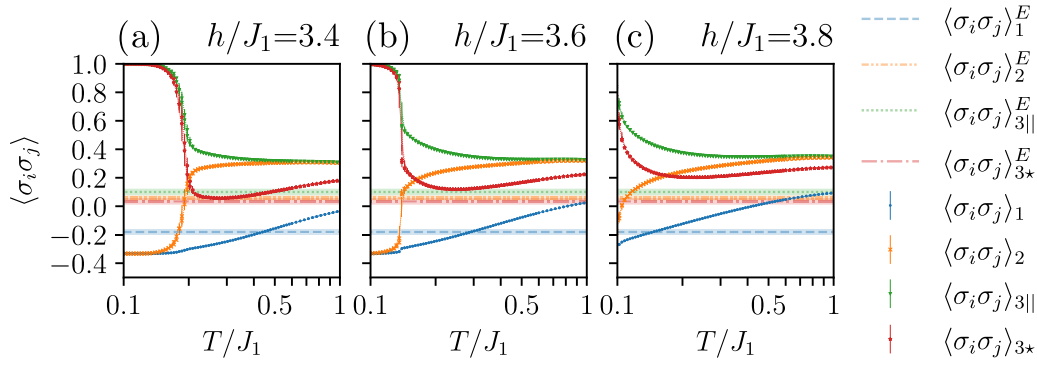 (a) h/J₁=3.4
(b) h/J₁=3.6
(c) h/J₁=3.8
⟨σᵢσⱼ⟩
1.0
0.8
0.6
0.4
0.2
0.0
−0.2
−0.4
0.1 0.5 1
0.1 0.5 1
0.1 0.5 1
T/J₁
T/J₁
T/J₁
⟨σᵢσⱼ⟩₁ᴱ
⟨σᵢσⱼ⟩₂ᴱ
⟨σᵢσⱼ⟩₃||ᴱ
⟨σᵢσⱼ⟩₃⋆ᴱ
⟨σᵢσⱼ⟩₁
⟨σᵢσⱼ⟩₂
⟨σᵢσⱼ⟩₃||
⟨σᵢσⱼ⟩₃⋆